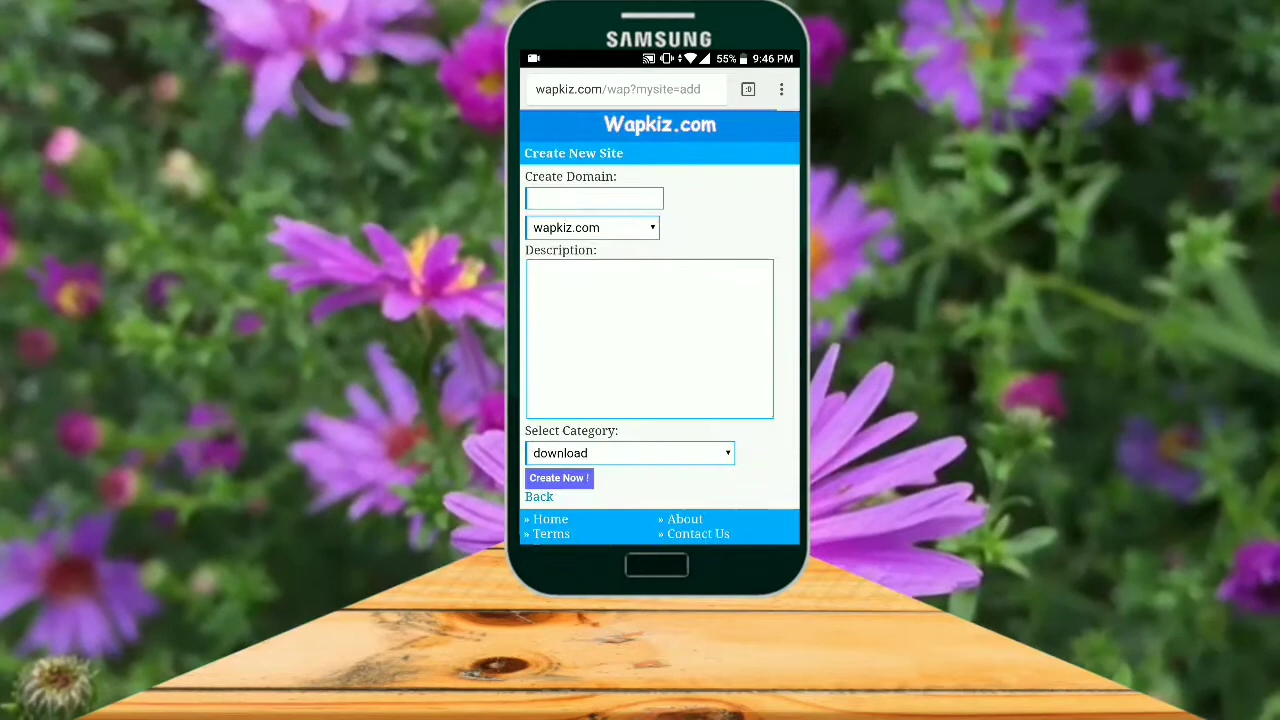 SAMSUNG
55% 9:46 PM
wapkiz.com/wap?mysite=add
:D
Wapkiz.com
Create New Site
Create Domain:
wapkiz.com
Description:
Select Category:
download
Create Now !
Back
» Home » About
» Terms » Contact Us